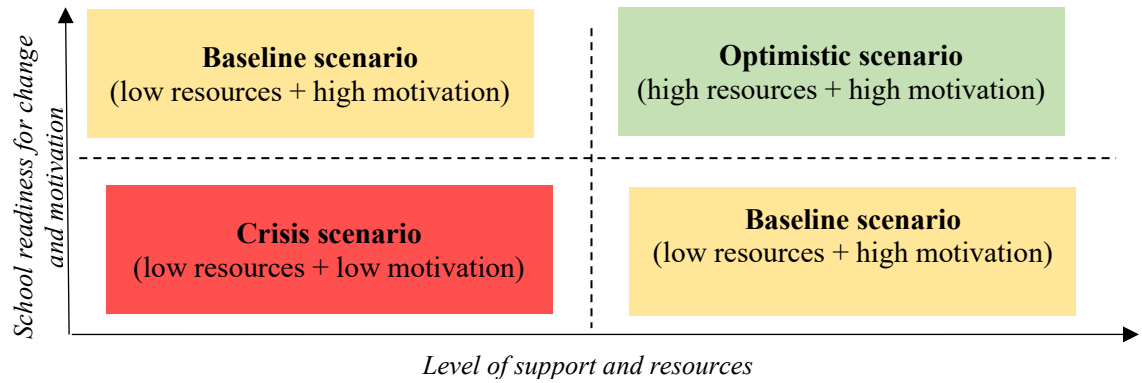 School readiness for change
and motivation
Baseline scenario
(low resources + high motivation)
Optimistic scenario
(high resources + high motivation)
Crisis scenario
(low resources + low motivation)
Baseline scenario
(low resources + high motivation)
Level of support and resources